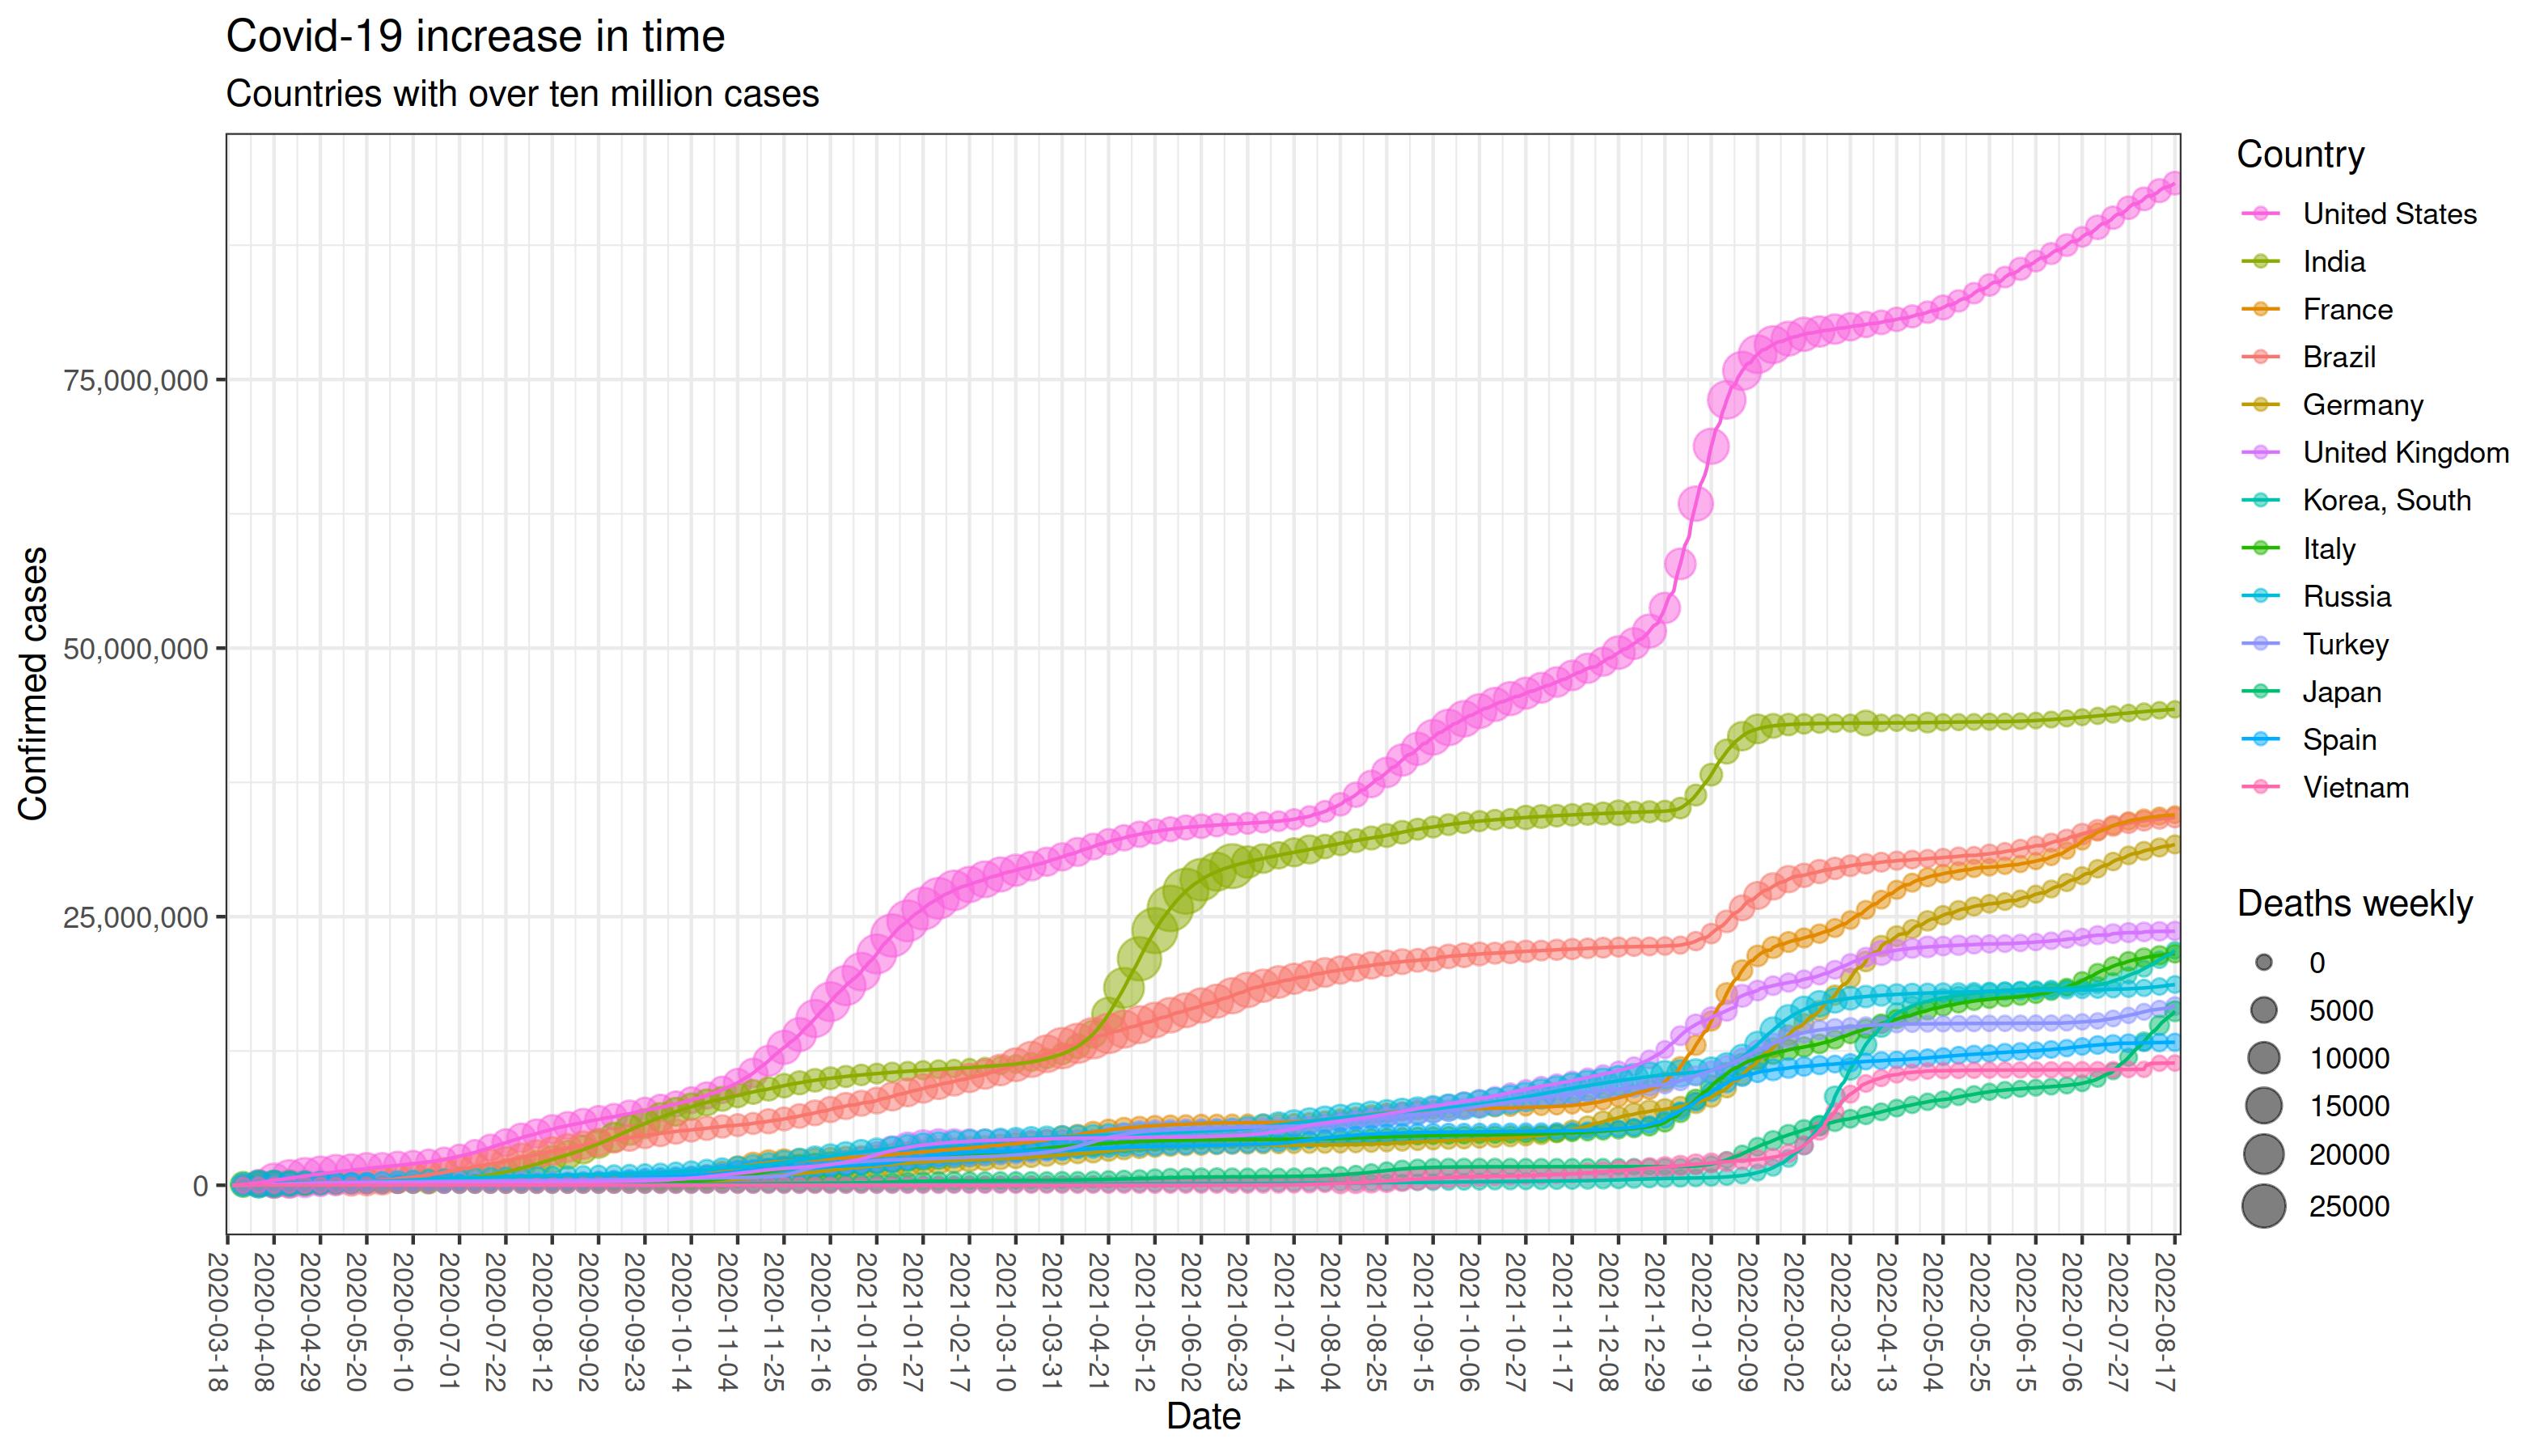 Covid-19 increase in time
Countries with over ten million cases
Confirmed cases
75,000,000
50,000,000
25,000,000
0
2020-03-18
2020-04-08
2020-04-29
2020-05-20
2020-06-10
2020-07-01
2020-07-22
2020-08-12
2020-09-02
2020-09-23
2020-10-14
2020-11-04
2020-11-25
2020-12-16
2021-01-06
2021-01-27
2021-02-17
2021-03-10
2021-03-31
2021-04-21
2021-05-12
2021-06-02
2021-06-23
2021-07-14
2021-08-04
2021-08-25
2021-09-15
2021-10-06
2021-10-27
2021-11-17
2021-12-08
2021-12-29
2022-01-19
2022-02-09
2022-03-02
2022-03-23
2022-04-13
2022-05-04
2022-05-25
2022-06-15
2022-07-06
2022-07-27
2022-08-17
Date
Country
United States
India
France
Brazil
Germany
United Kingdom
Korea, South
Italy
Russia
Turkey
Japan
Spain
Vietnam
Deaths weekly
0
5000
10000
15000
20000
25000